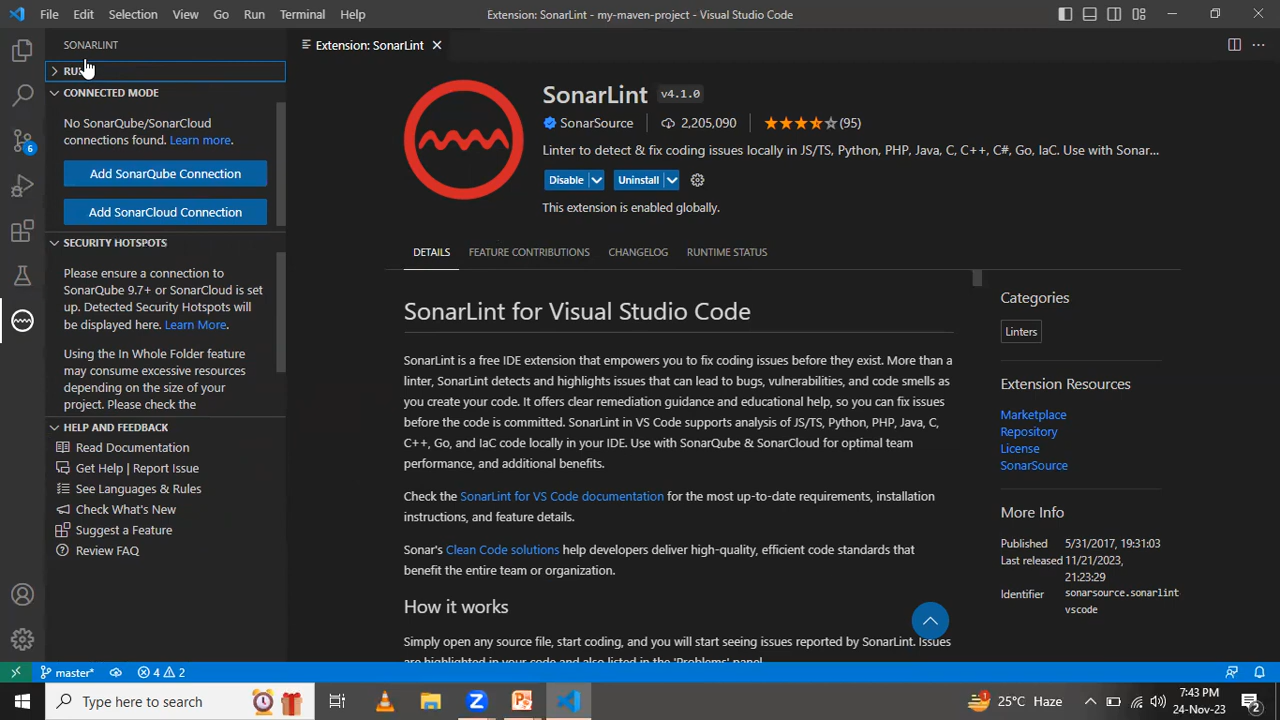 File Edit Selection View Go Run Terminal Help
Extension: SonarLint - my-maven-project - Visual Studio Code
SONARLINT
CONNECTED MODE
No SonarQube/SonarCloud
connections found. Learn more.
Add SonarQube Connection
Add SonarCloud Connection
SECURITY HOTSPOTS
Please ensure a connection to
SonarQube 9.7+ or SonarCloud is set
up. Detected Security Hotspots will
be displayed here. Learn More.
Using the In Whole Folder feature
may consume excessive resources
depending on the size of your
project. Please check the
HELP AND FEEDBACK
Read Documentation
Get Help | Report Issue
See Languages & Rules
Check What's New
Suggest a Feature
Review FAQ
6
Extension: SonarLint
SonarLint v4.1.0
SonarSource 2,205,090 (95)
Linter to detect & fix coding issues locally in JS/TS, Python, PHP, Java, C, C++, C#, Go, IaC. Use with Sonar...
Disable Uninstall
This extension is enabled globally.
DETAILS FEATURE CONTRIBUTIONS CHANGELOG RUNTIME STATUS
SonarLint for Visual Studio Code
SonarLint is a free IDE extension that empowers you to fix coding issues before they exist. More than a
linter, SonarLint detects and highlights issues that can lead to bugs, vulnerabilities, and code smells as
you create your code. It offers clear remediation guidance and educational help, so you can fix issues
before the code is committed. SonarLint in VS Code supports analysis of JS/TS, Python, PHP, Java, C,
C++, Go, and IaC code locally in your IDE. Use with SonarQube & SonarCloud for optimal team
performance, and additional benefits.
Check the SonarLint for VS Code documentation for the most up-to-date requirements, installation
instructions, and feature details.
Sonar's Clean Code solutions help developers deliver high-quality, efficient code standards that
benefit the entire team or organization.
How it works
Simply open any source file, start coding, and you will start seeing issues reported by SonarLint. Issues
are highlighted in your code and also listed in the 'Problems' panel.
Categories
Linters
Extension Resources
Marketplace
Repository
License
SonarSource
More Info
Published 5/31/2017, 19:31:03
Last released 11/21/2023,
21:23:29
Identifier sonarsource.sonarlint
vscode
master* 4 2
Type here to search
25°C Haze
7:43 PM
24-Nov-23
2